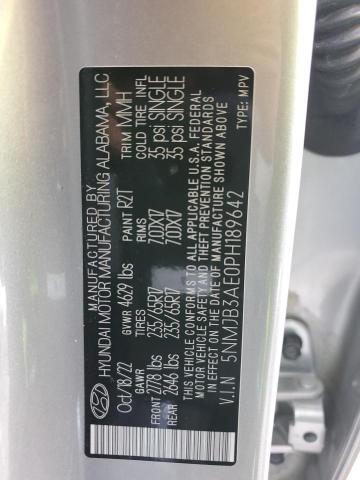 MANUFACTURED BY
HYUNDAI MOTOR MANUFACTURING ALABAMA, LLC
Oct/18/22 GVWR 4629 lbs PAINT R2T TRIM MMH
GAWR TIRES RIMS COLD TIRE INFL
FRONT 2778 lbs 235/65R17 7.0DX17 35 psi SINGLE
REAR 2646 lbs 235/65R17 7.0DX17 35 psi SINGLE
THIS VEHICLE CONFORMS TO ALL APPLICABLE U.S.A. FEDERAL
MOTOR VEHICLE SAFETY AND THEFT PREVENTION STANDARDS
IN EFFECT ON THE DATE OF MANUFACTURE SHOWN ABOVE
V.I.N 5NMJB3AE0PH189642 TYPE: MPV